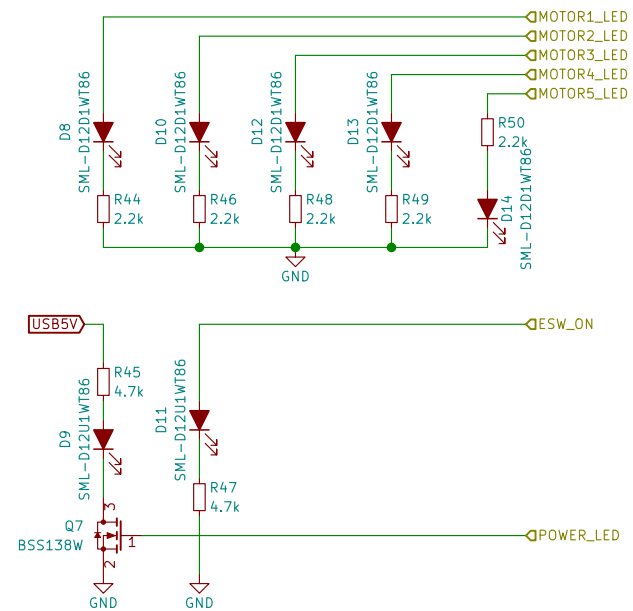 MOTOR1_LED
MOTOR2_LED
MOTOR3_LED
MOTOR4_LED
MOTOR5_LED
D8
SML-D12D1WT86
D10
SML-D12D1WT86
D12
SML-D12D1WT86
D13
SML-D12D1WT86
R50
2.2k
R44
2.2k
R46
2.2k
R48
2.2k
R49
2.2k
D14
SML-D12D1WT86
GND
USB5V
ESW_ON
R45
4.7k
D9
SML-D12U1WT86
D11
SML-D12U1WT86
R47
4.7k
Q7
BSS138W
3
1
2
POWER_LED
GND
GND